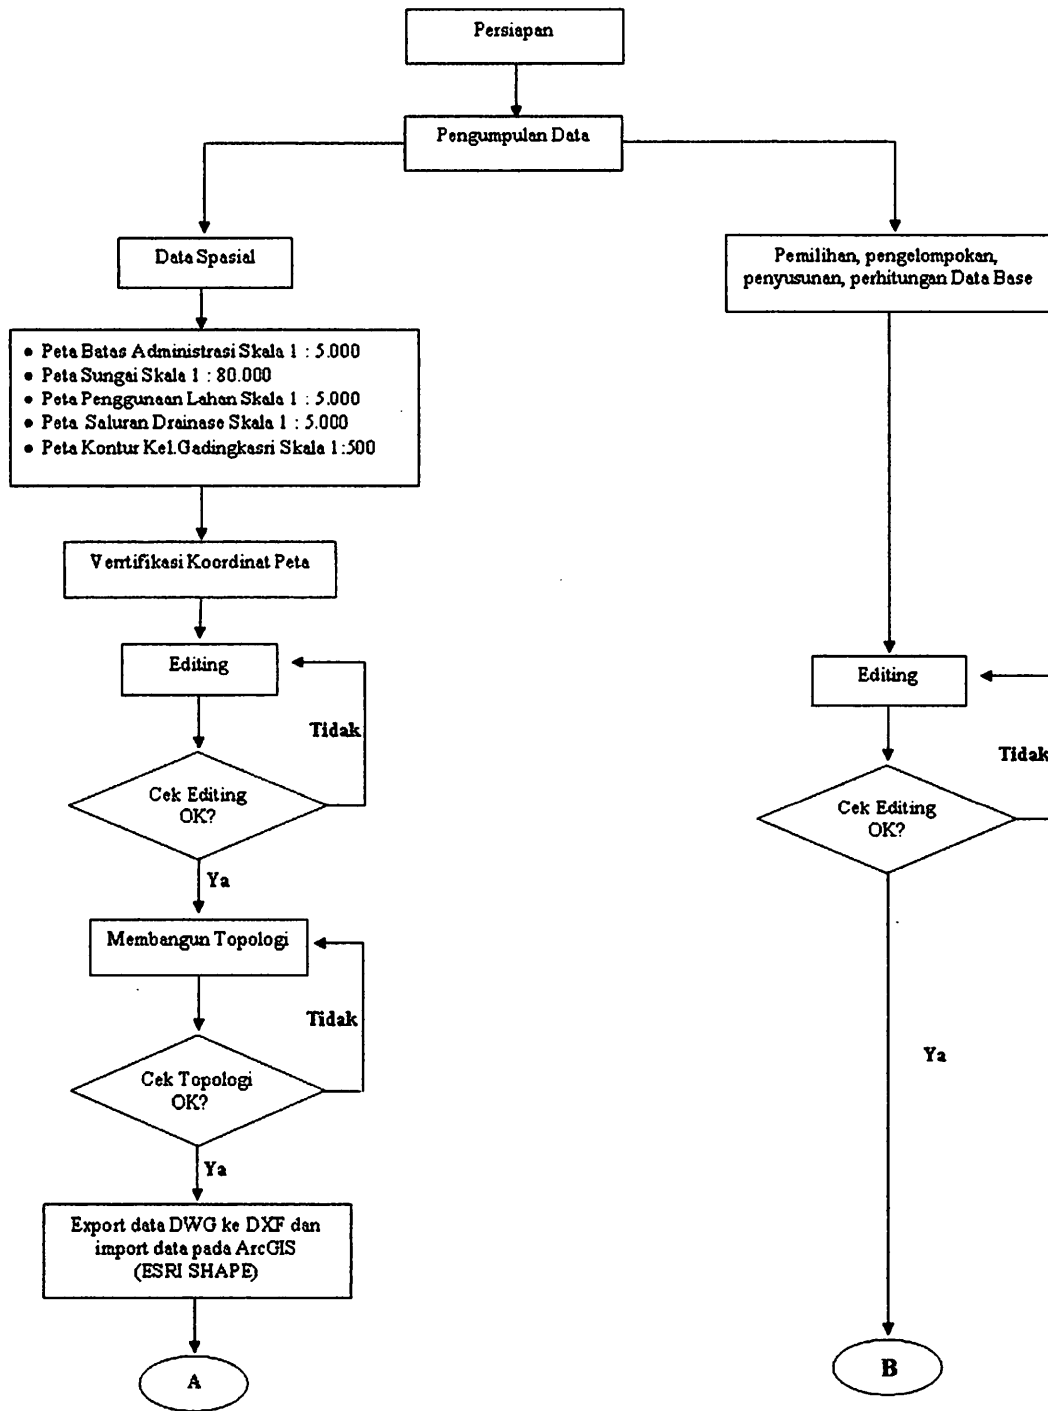 Persiapan
Pengumpulan Data
Data Spasial
Pemilihan, pengelompokan,
penyusunan, perhitungan Data Base
• Peta Batas Administrasi Skala 1 : 5.000
• Peta Sungai Skala 1 : 80.000
• Peta Penggunaan Lahan Skala 1 : 5.000
• Peta Saluran Drainase Skala 1 : 5.000
• Peta Kontur Kel.Gadingkasri Skala 1:500
Verrtifikasi Koordinat Peta
Editing
Tidak
Cek Editing
OK?
Ya
Membangun Topologi
Tidak
Cek Topologi
OK?
Ya
Export data DWG ke DXF dan
import data pada ArcGIS
(ESRI SHAPE)
A
Editing
Tidak
Cek Editing
OK?
Ya
B